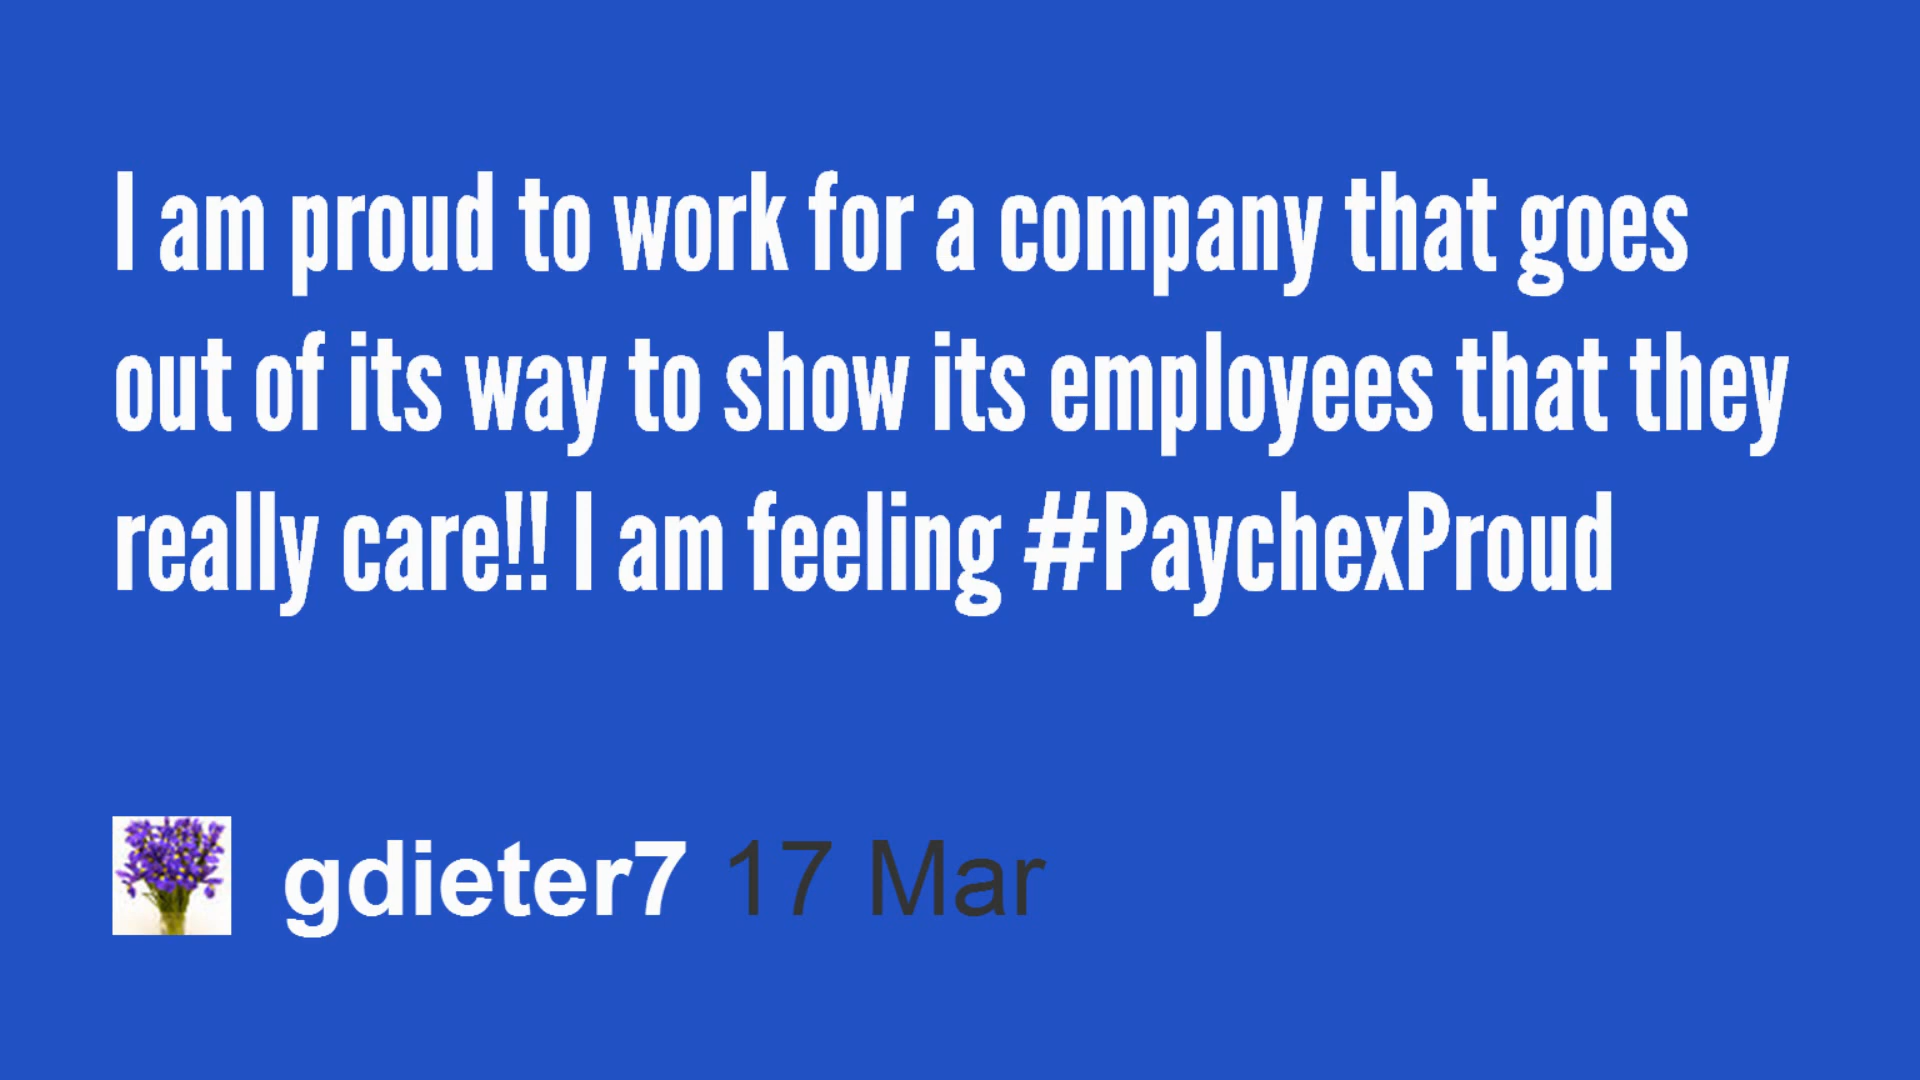 I am proud to work for a company that goes
out of its way to show its employees that they
really care!! I am feeling #PaychexProud
gdieter7 17 Mar